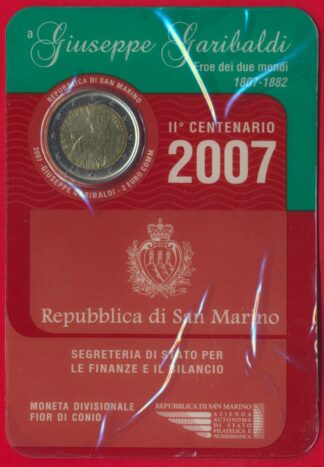 a Giuseppe Garibaldi
Eroe dei due mondi
1807-1882
REPUBBLICA DI SAN MARINO
2007 - GIUSEPPE GARIBALDI - 2 EURO COMM.
II° CENTENARIO
2007
Repubblica di San Marino
SEGRETERIA DI STATO PER
LE FINANZE E IL BILANCIO
MONETA DIVISIONALE
FIOR DI CONIO
REPUBBLICA DI SAN MARINO
AZIENDA
AUTONOMA
DI STATO
FILATELICA E
NUMISMATICA